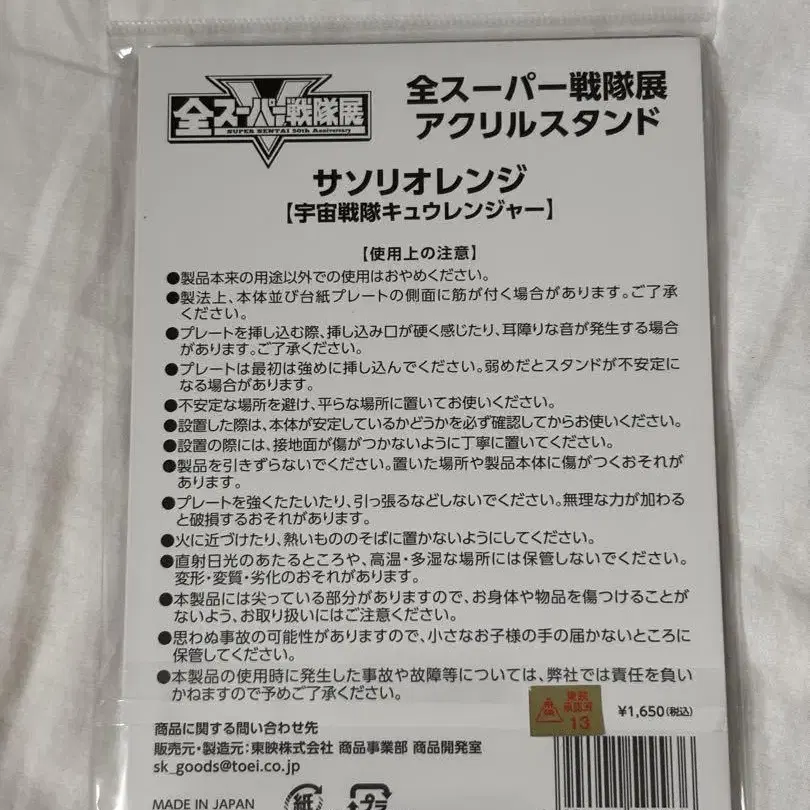 全スーパー戦隊展
SUPER SENTAI 50th Anniversary
全スーパー戦隊展
アクリルスタンド
サソリオレンジ
【宇宙戦隊キュウレンジャー】
【使用上の注意】
●製品本来の用途以外での使用はおやめください。
●製法上、本体並び台紙プレートの側面に筋が付く場合があります。ご了承
ください。
●プレートを挿し込む際、挿し込み口が硬く感じたり、耳障りな音が発生する場合
があります。ご了承ください。
●プレートは最初は強めに挿し込んでください。弱めだとスタンドが不安定に
なる場合があります。
●不安定な場所を避け、平らな場所に置いてお使いください。
●設置した際は、本体が安定しているかどうかを必ず確認してからお使いください。
●設置の際には、接地面が傷がつかないように丁寧に置いてください。
●製品を引きずらないでください。置いた場所や製品本体に傷がつくおそれが
あります。
●プレートを強くたたいたり、引っ張るなどしないでください。無理な力が加わる
と破損するおそれがあります。
●火に近づけたり、熱いもののそばに置かないようにしてください。
●直射日光のあたるところや、高温・多湿な場所には保管しないでください。
変形・変質・劣化のおそれがあります。
●本製品には尖っている部分がありますので、お身体や物品を傷つけることが
ないよう、お取り扱いにはご注意ください。
●思わぬ事故の可能性がありますので、小さなお子様の手の届かないところに
保管してください。
●本製品の使用時に発生した事故や故障等については、弊社では責任を負い
かねますので予めご了承ください。
東映
承認済
13
¥1,650(税込)
商品に関する問い合わせ先
販売元・製造元:東映株式会社 商品事業部 商品開発室
sk_goods@toei.co.jp
MADE IN JAPAN
紙
プラ